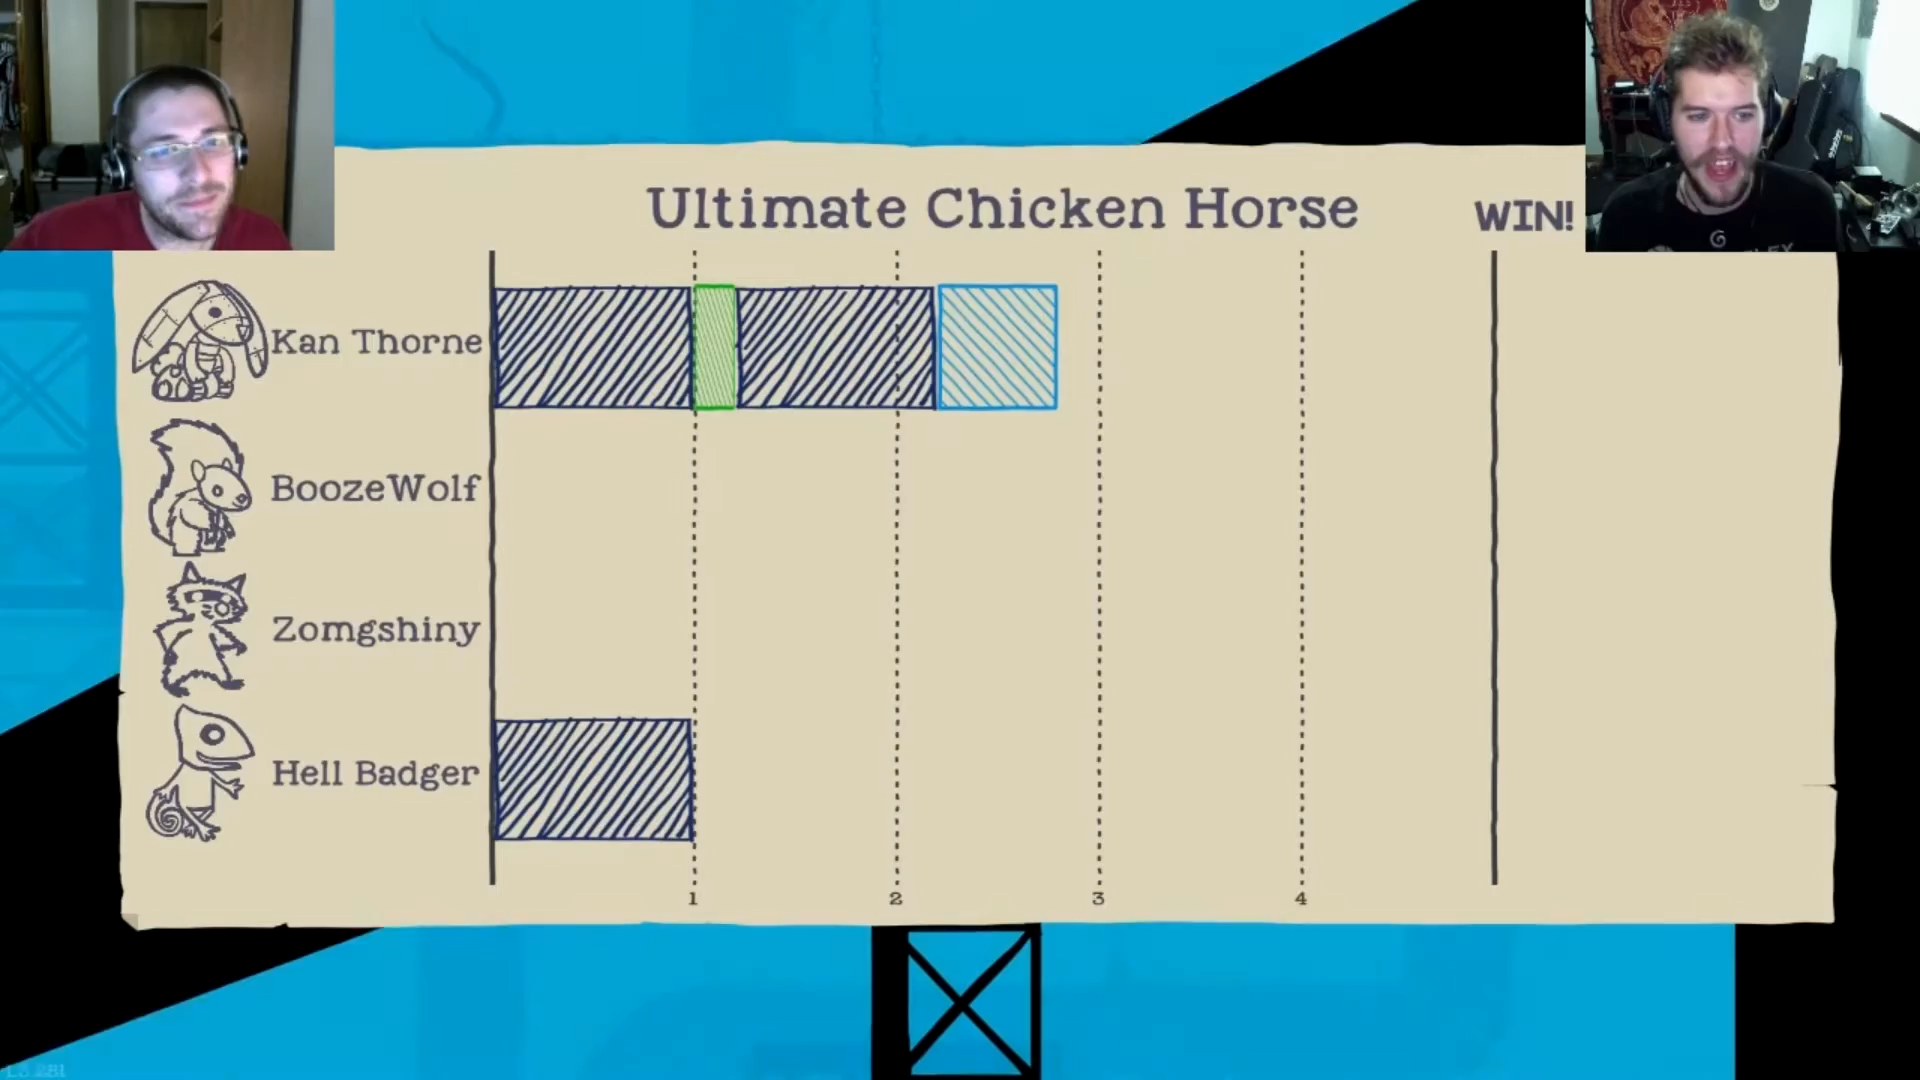 Ultimate Chicken Horse
WIN!
Kan Thorne
BoozeWolf
Zomgshiny
Hell Badger
1 2 3 4